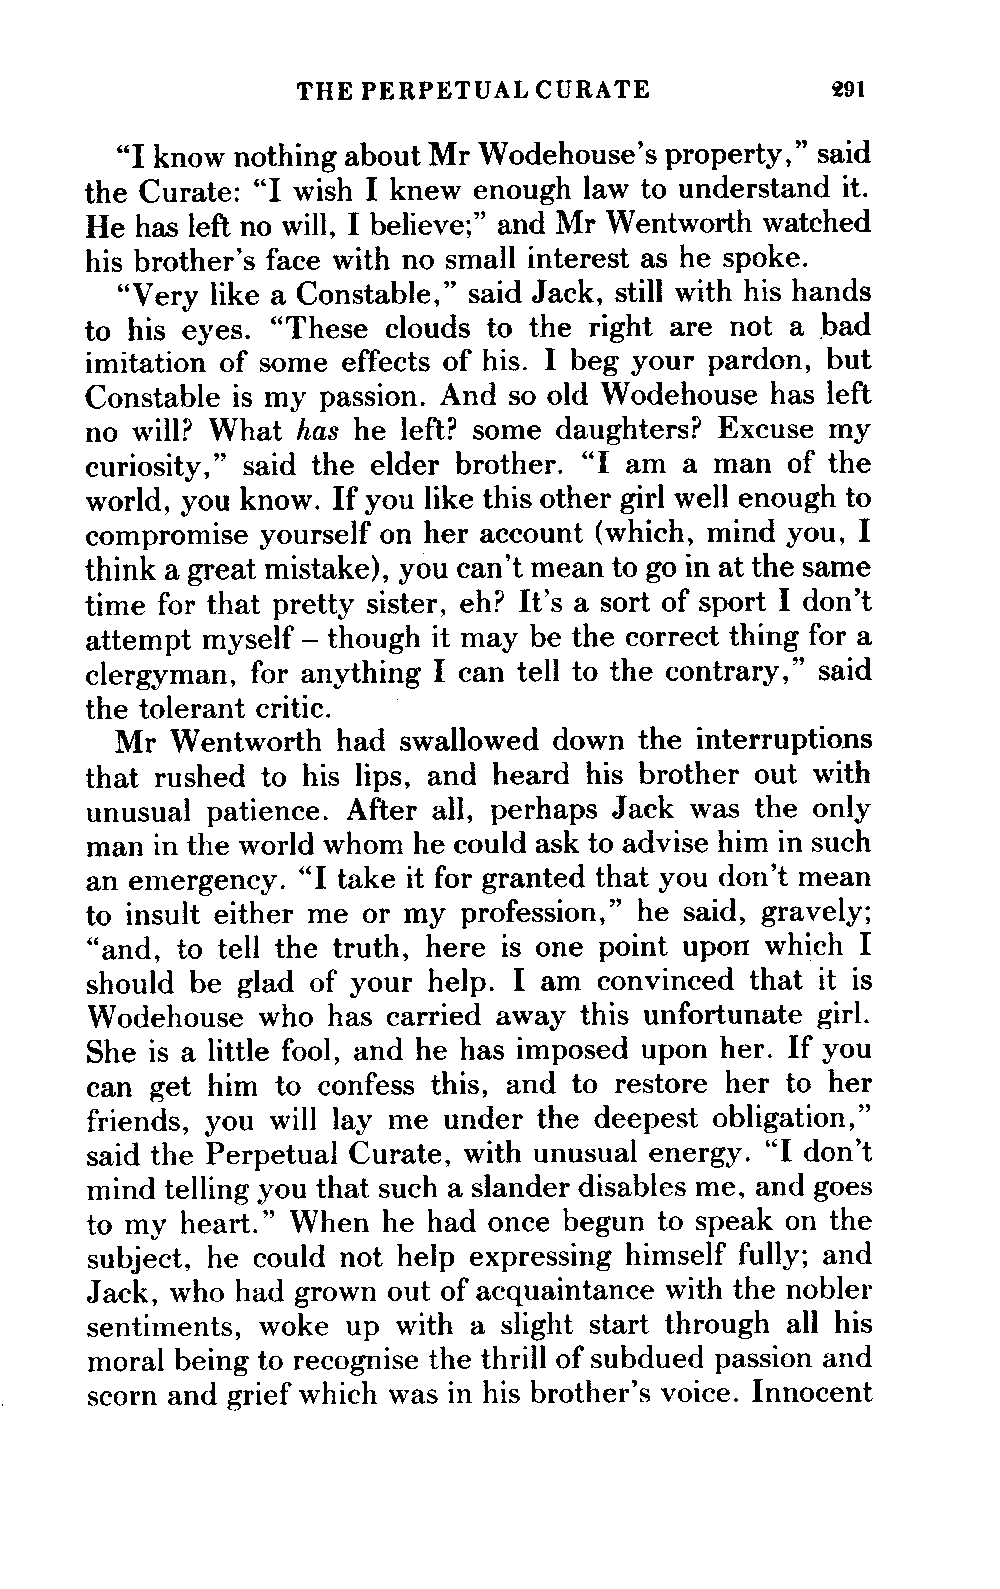 THE PERPETUAL CURATE 291
“I know nothing about Mr Wodehouse’s property,” said
the Curate: “I wish I knew enough law to understand it.
He has left no will, I believe;” and Mr Wentworth watched
his brother’s face with no small interest as he spoke.
“Very like a Constable,” said Jack, still with his hands
to his eyes. “These clouds to the right are not a bad
imitation of some effects of his. I beg your pardon, but
Constable is my passion. And so old Wodehouse has left
no will? What has he left? some daughters? Excuse my
curiosity,” said the elder brother. “I am a man of the
world, you know. If you like this other girl well enough to
compromise yourself on her account (which, mind you, I
think a great mistake), you can’t mean to go in at the same
time for that pretty sister, eh? It’s a sort of sport I don’t
attempt myself – though it may be the correct thing for a
clergyman, for anything I can tell to the contrary,” said
the tolerant critic.
Mr Wentworth had swallowed down the interruptions
that rushed to his lips, and heard his brother out with
unusual patience. After all, perhaps Jack was the only
man in the world whom he could ask to advise him in such
an emergency. “I take it for granted that you don’t mean
to insult either me or my profession,” he said, gravely;
“and, to tell the truth, here is one point upon which I
should be glad of your help. I am convinced that it is
Wodehouse who has carried away this unfortunate girl.
She is a little fool, and he has imposed upon her. If you
can get him to confess this, and to restore her to her
friends, you will lay me under the deepest obligation,”
said the Perpetual Curate, with unusual energy. “I don’t
mind telling you that such a slander disables me, and goes
to my heart.” When he had once begun to speak on the
subject, he could not help expressing himself fully; and
Jack, who had grown out of acquaintance with the nobler
sentiments, woke up with a slight start through all his
moral being to recognise the thrill of subdued passion and
scorn and grief which was in his brother’s voice. Innocent